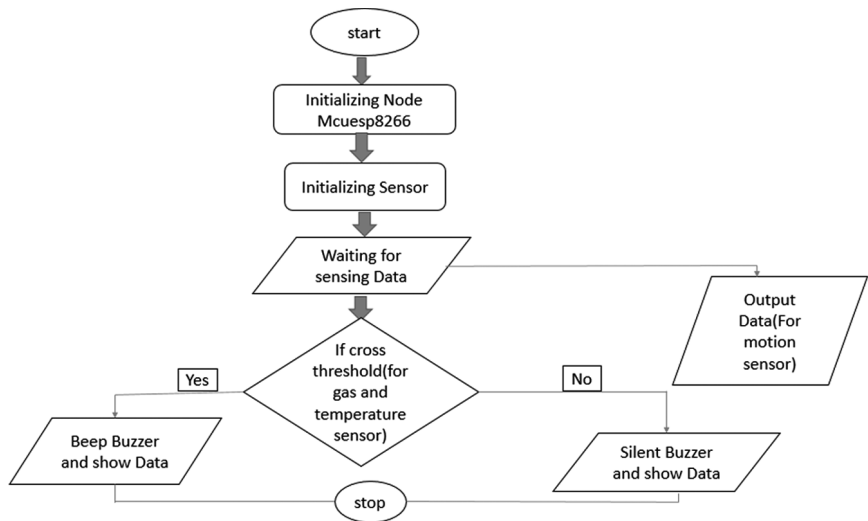 start
Initializing Node
Mcuesp8266
Initializing Sensor
Waiting for
sensing Data
Output
Data(For
motion
sensor)
If cross
threshold(for
gas and
temperature
sensor)
Yes
No
Beep Buzzer
and show Data
Silent Buzzer
and show Data
stop